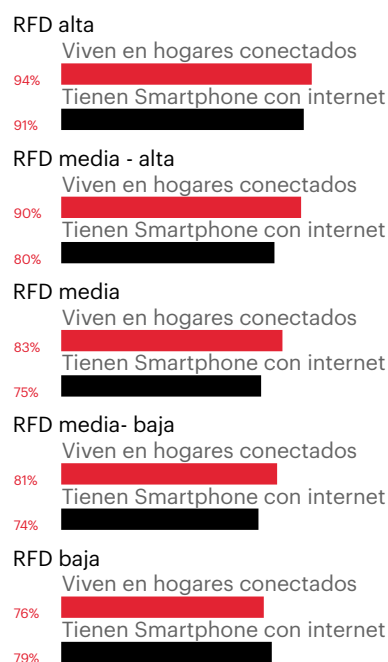 RFD alta
Viven en hogares conectados
94%
Tienen Smartphone con internet
91%
RFD media - alta
Viven en hogares conectados
90%
Tienen Smartphone con internet
80%
RFD media
Viven en hogares conectados
83%
Tienen Smartphone con internet
75%
RFD media- baja
Viven en hogares conectados
81%
Tienen Smartphone con internet
74%
RFD baja
Viven en hogares conectados
76%
Tienen Smartphone con internet
79%